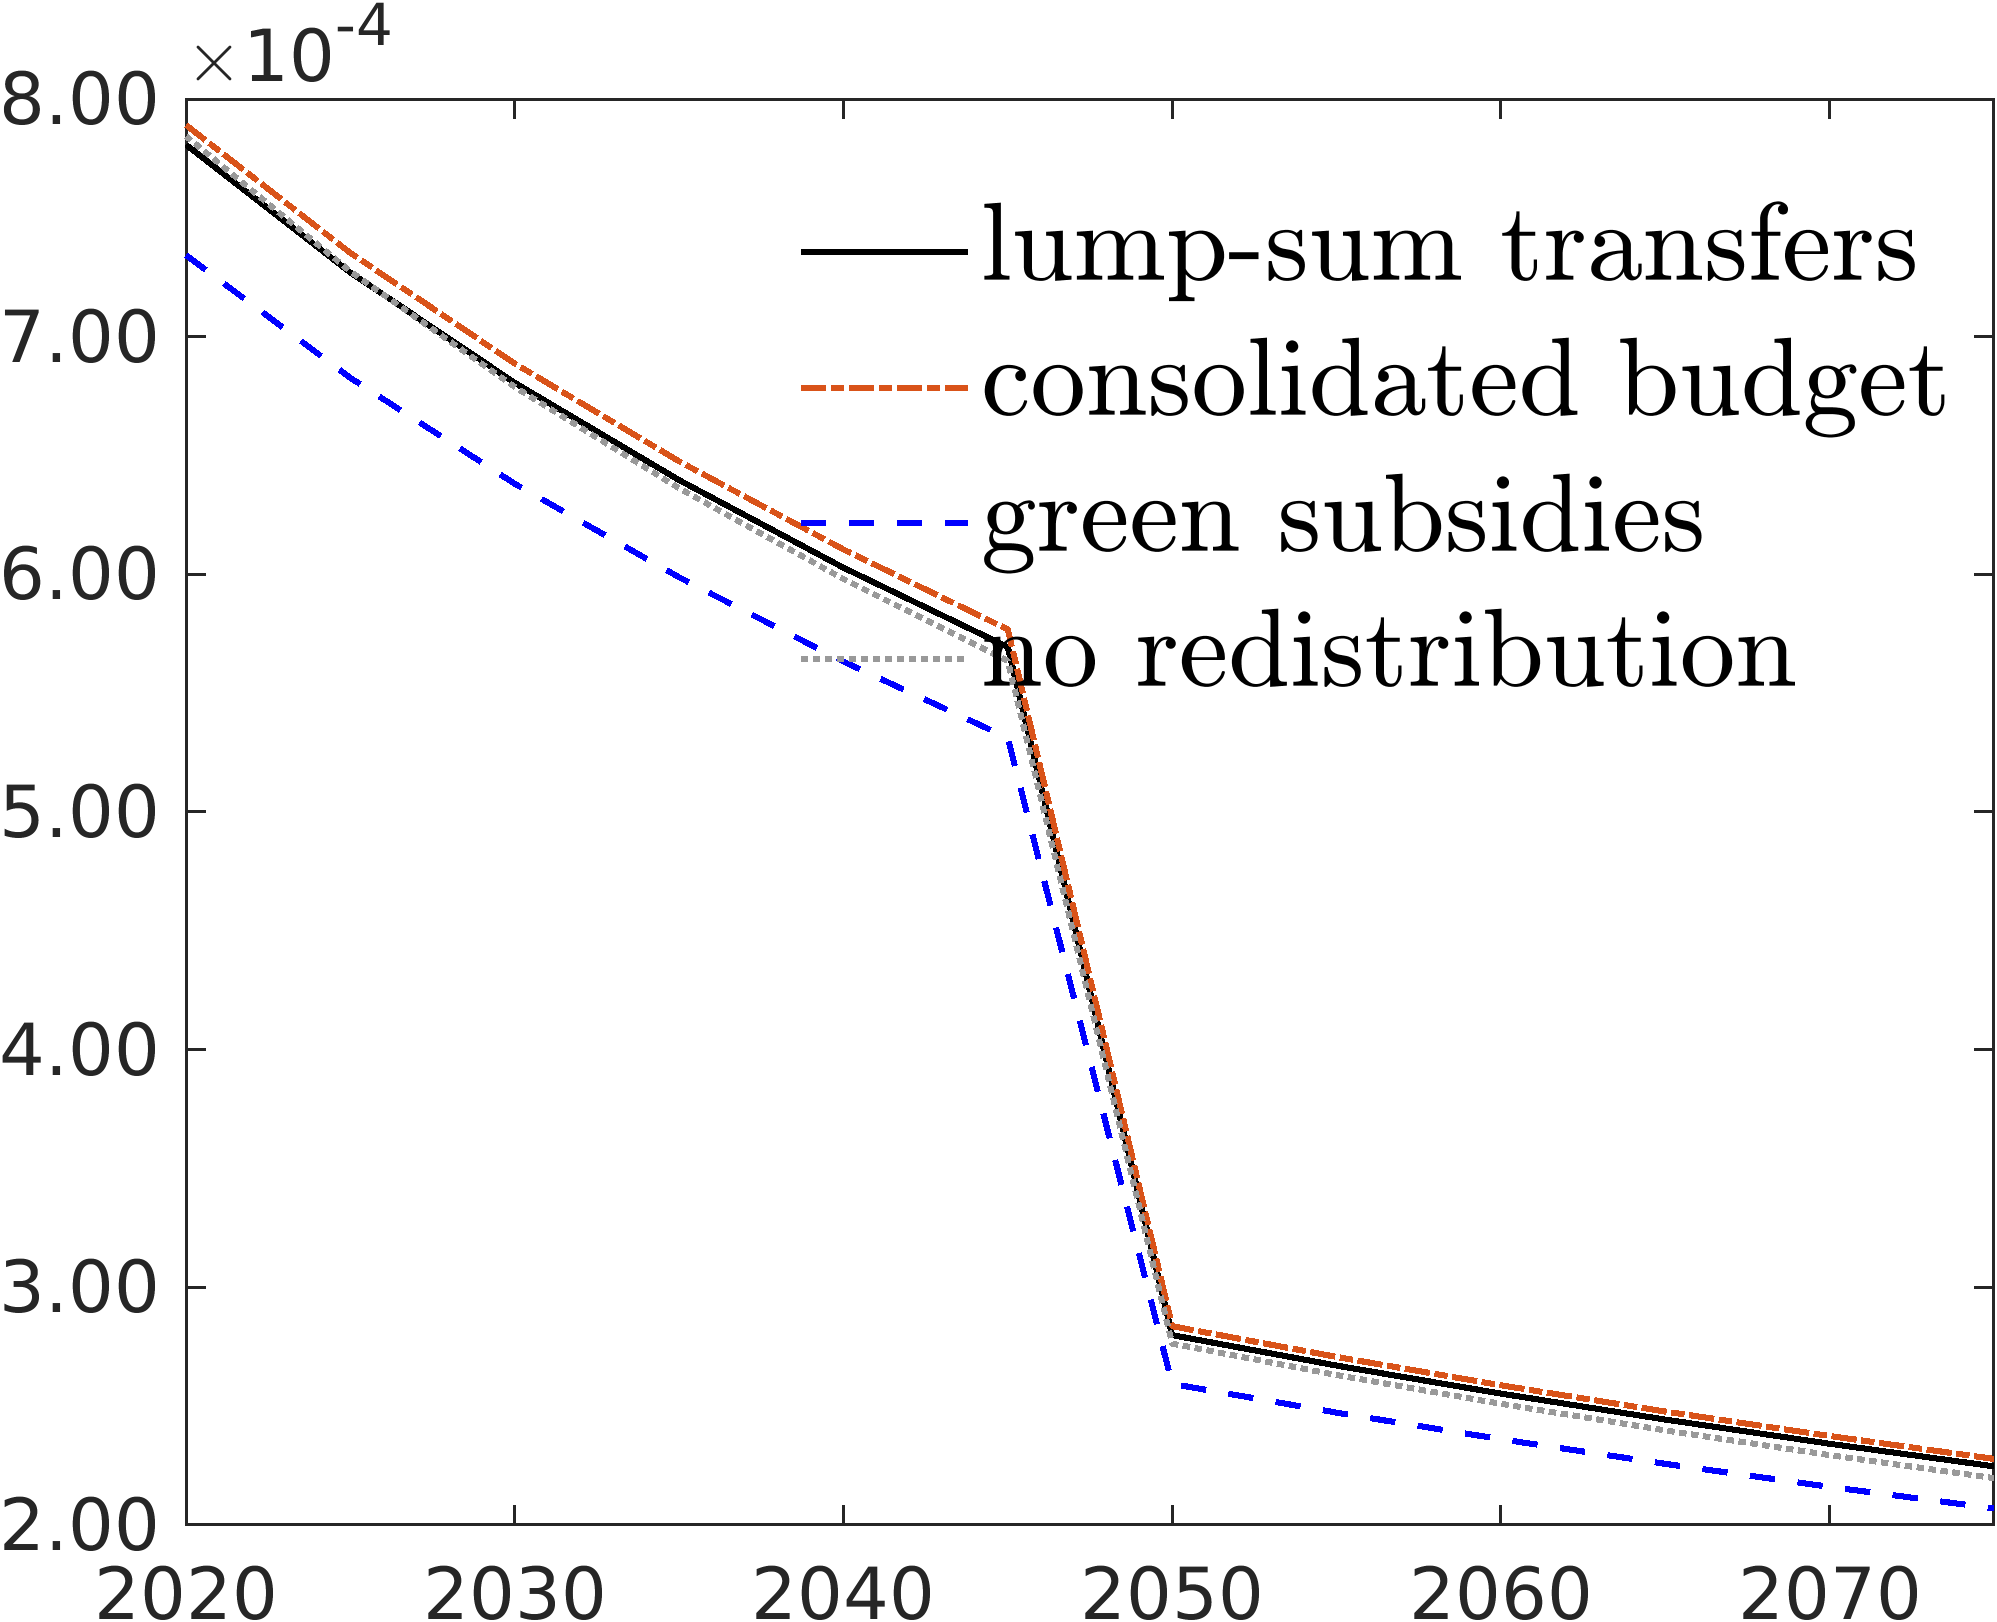 ×10-4
8.00
7.00
6.00
5.00
4.00
3.00
2.00
lump-sum transfers
consolidated budget
green subsidies
no redistribution
2020 2030 2040 2050 2060 2070